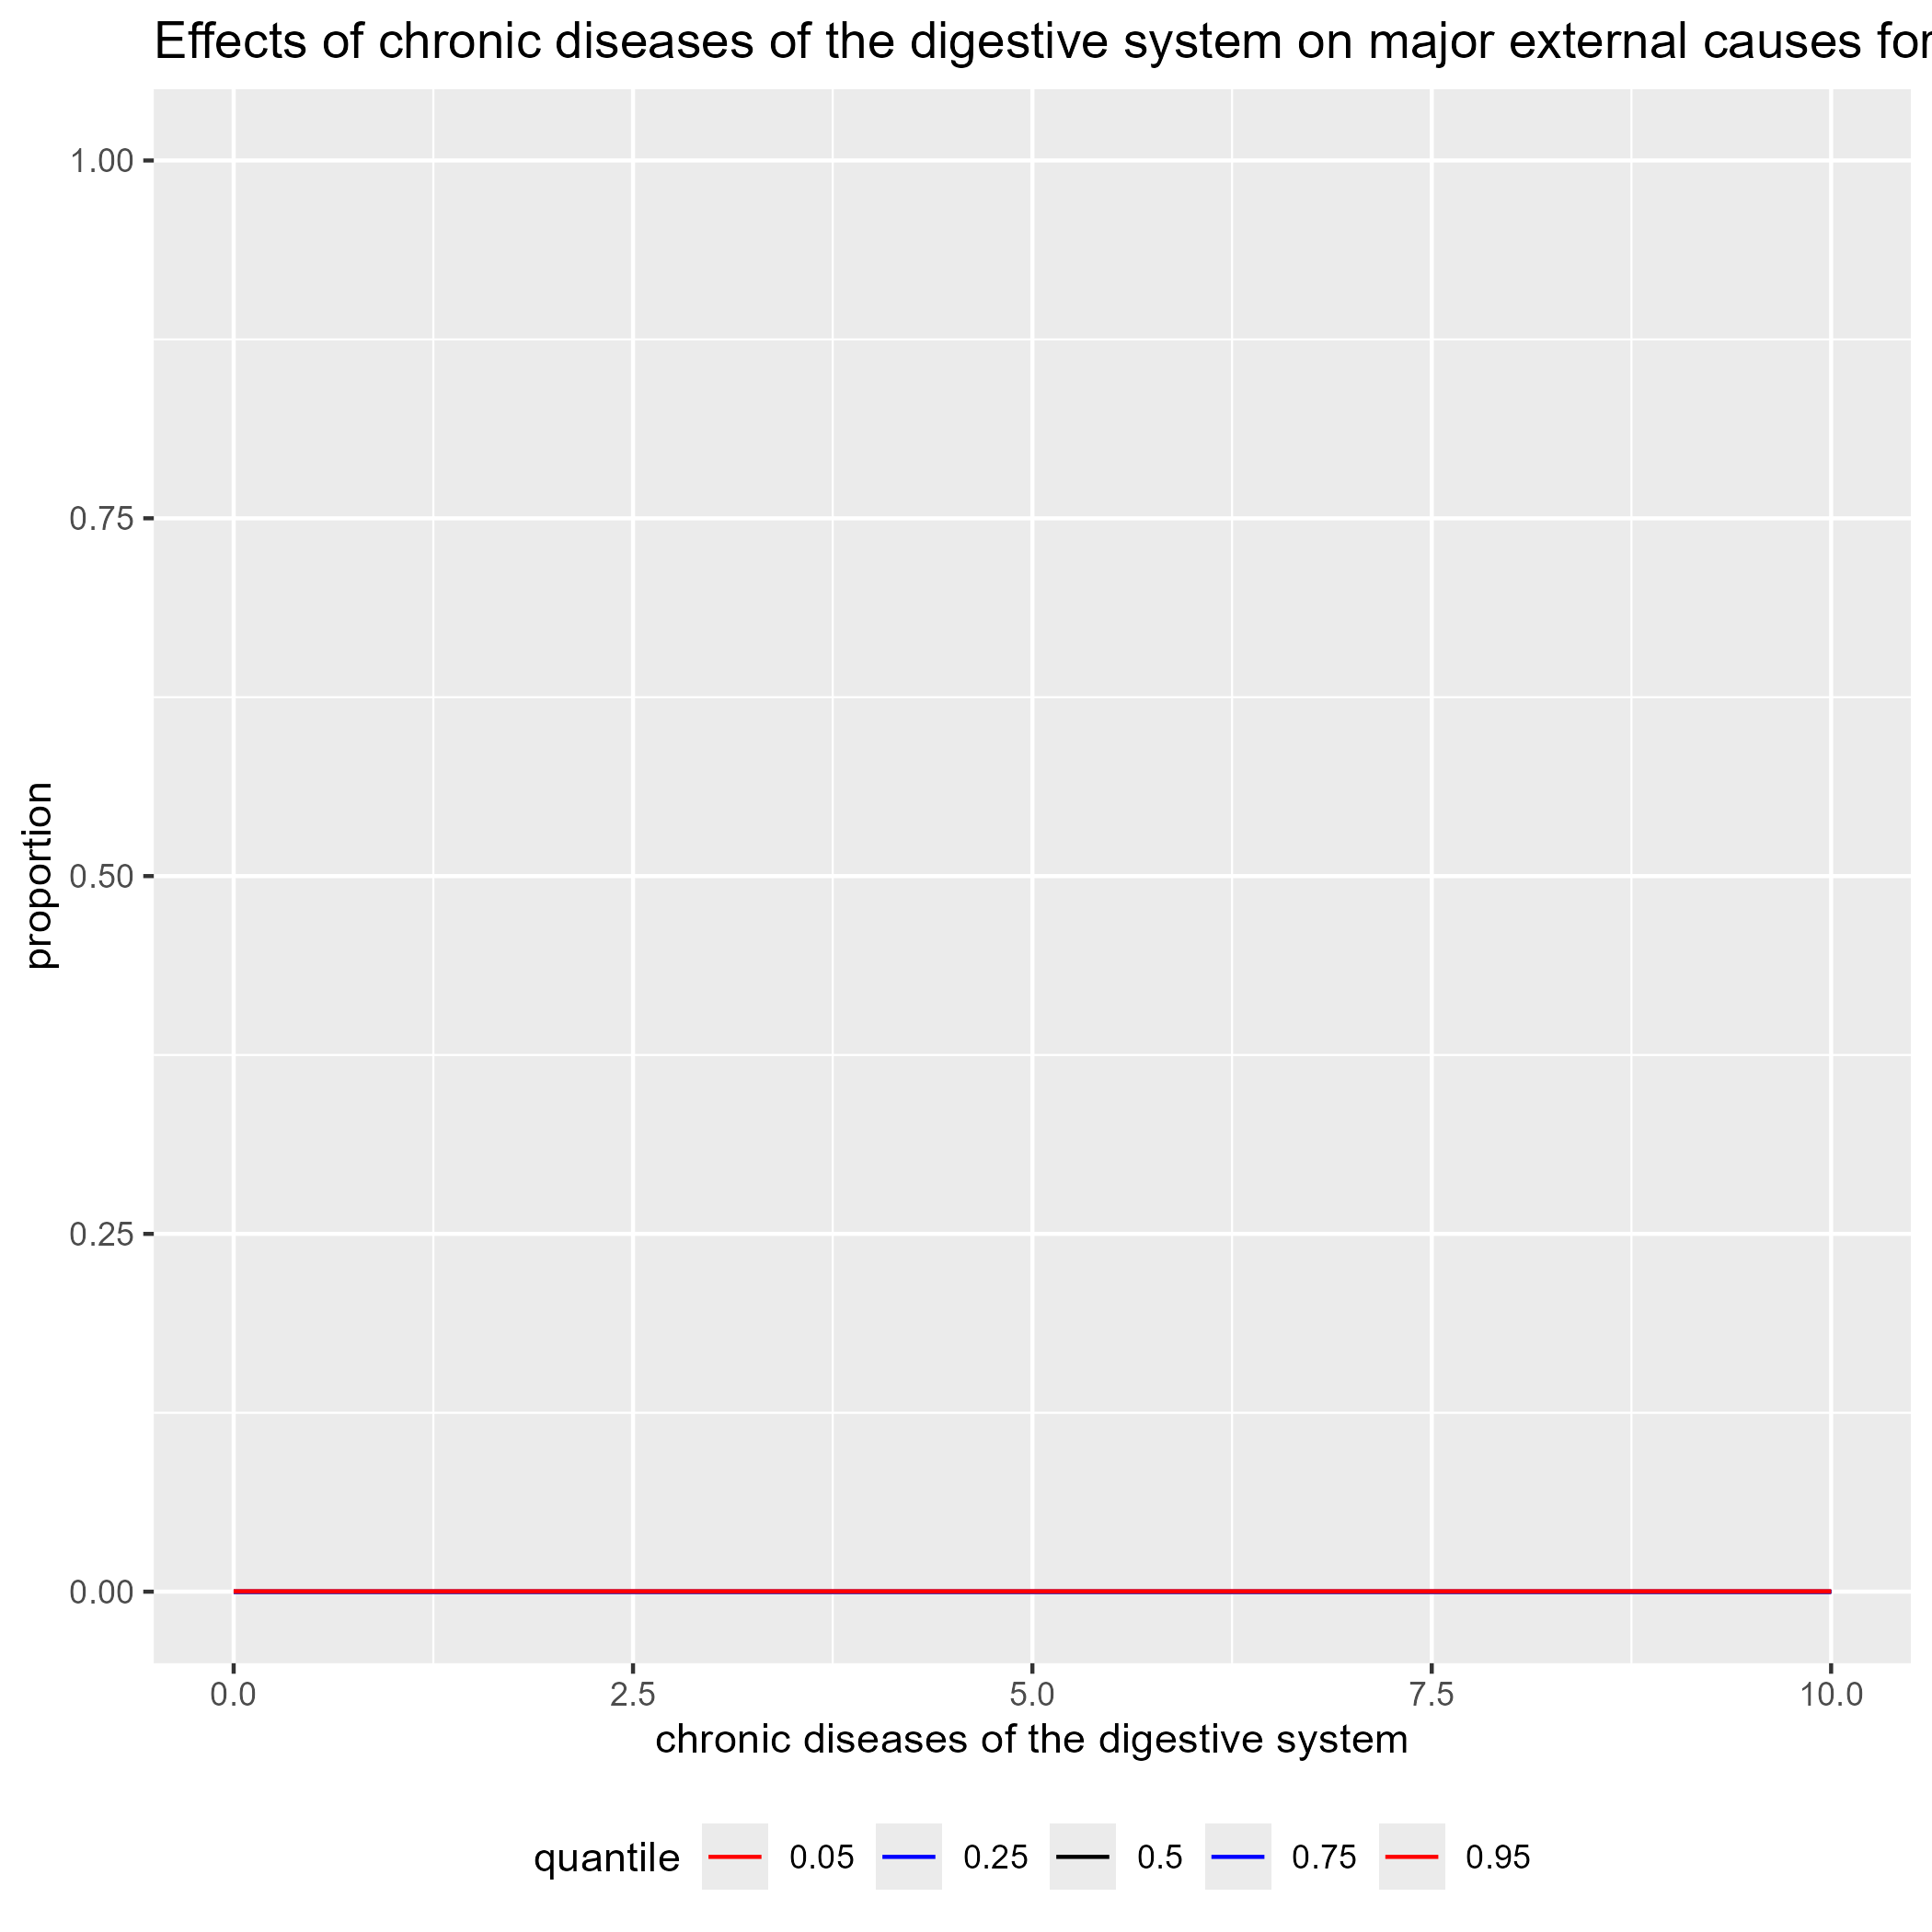 Effects of chronic diseases of the digestive system on major external causes for
1.00
0.75
0.50
0.25
0.00
proportion
0.0 2.5 5.0 7.5 10.0
chronic diseases of the digestive system
quantile 0.05 0.25 0.5 0.75 0.95